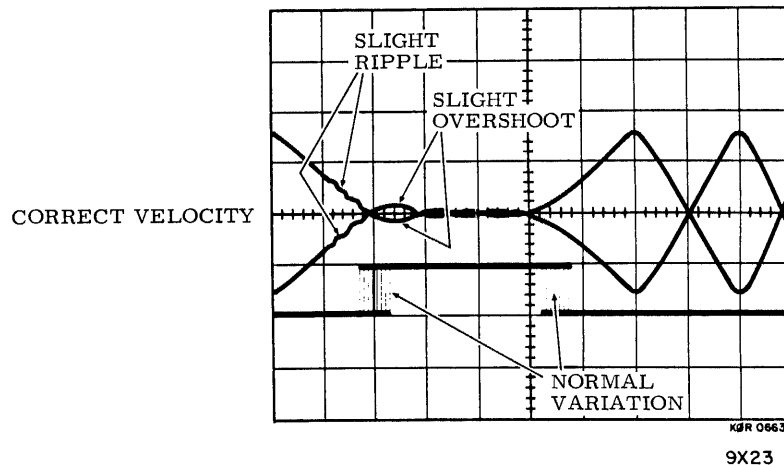 SLIGHT
RIPPLE
SLIGHT
OVERSHOOT
CORRECT VELOCITY
NORMAL
VARIATION
KØR 0663
9X23